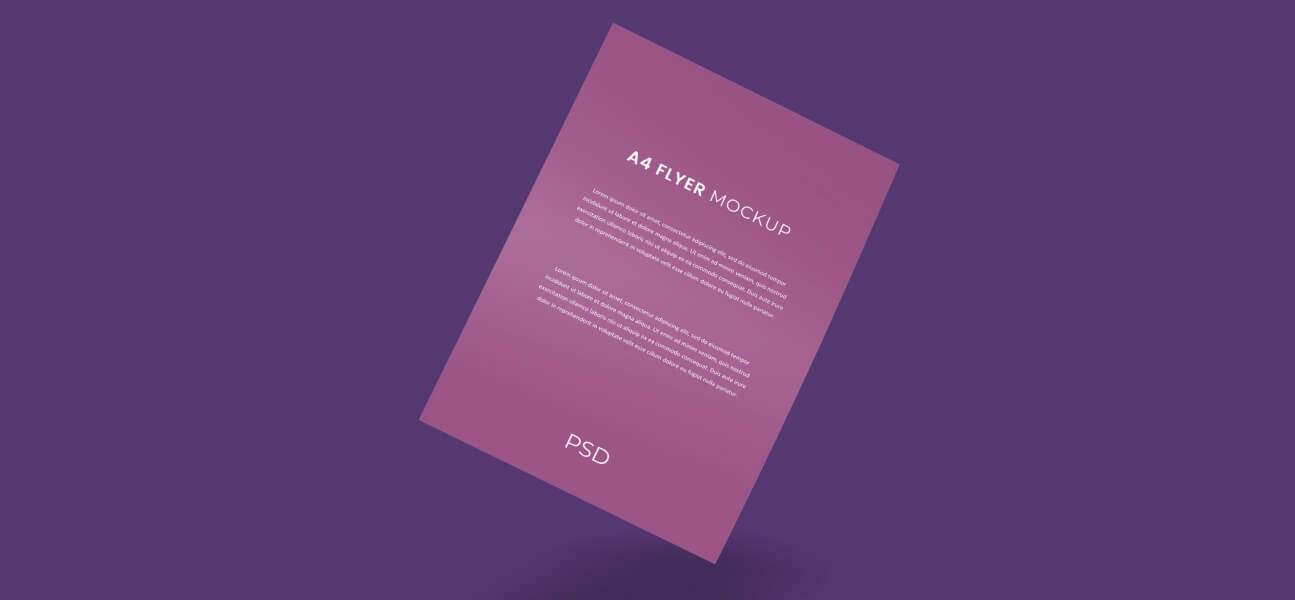 A4 FLYER MOCKUP
Lorem ipsum dolor sit amet, consectetur adipiscing elit, sed do eiusmod tempor
incididunt ut labore et dolore magna aliqua. Ut enim ad minim veniam, quis nostrud
exercitation ullamco laboris nisi ut aliquip ex ea commodo consequat. Duis aute irure
dolor in reprehenderit in voluptate velit esse cillum dolore eu fugiat nulla pariatur.
Lorem ipsum dolor sit amet, consectetur adipiscing elit, sed do eiusmod tempor
incididunt ut labore et dolore magna aliqua. Ut enim ad minim veniam, quis nostrud
exercitation ullamco laboris nisi ut aliquip ex ea commodo consequat. Duis aute irure
dolor in reprehenderit in voluptate velit esse cillum dolore eu fugiat nulla pariatur.
PSD